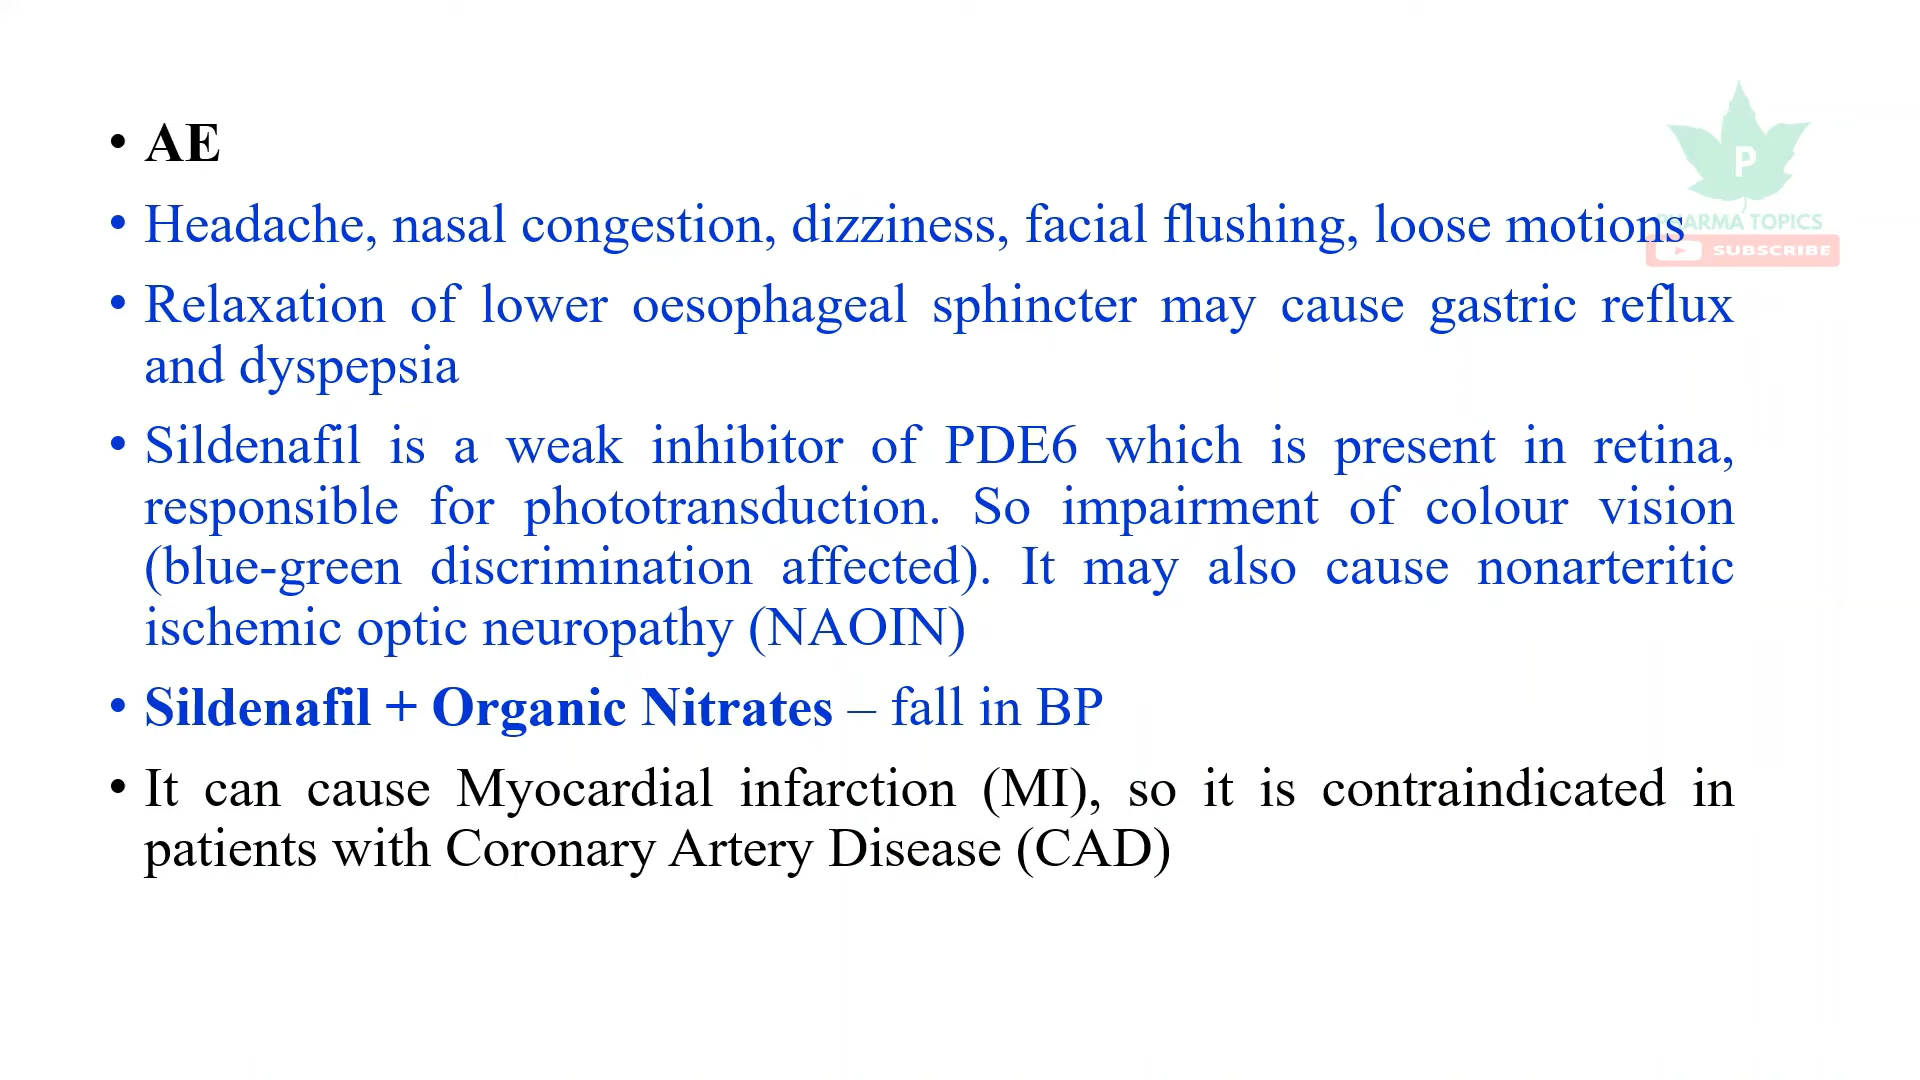 • AE
• Headache, nasal congestion, dizziness, facial flushing, loose motions
• Relaxation of lower oesophageal sphincter may cause gastric reflux
and dyspepsia
• Sildenafil is a weak inhibitor of PDE6 which is present in retina,
responsible for phototransduction. So impairment of colour vision
(blue-green discrimination affected). It may also cause nonarteritic
ischemic optic neuropathy (NAOIN)
• Sildenafil + Organic Nitrates – fall in BP
• It can cause Myocardial infarction (MI), so it is contraindicated in
patients with Coronary Artery Disease (CAD)
P
PHARMA TOPICS
SUBSCRIBE